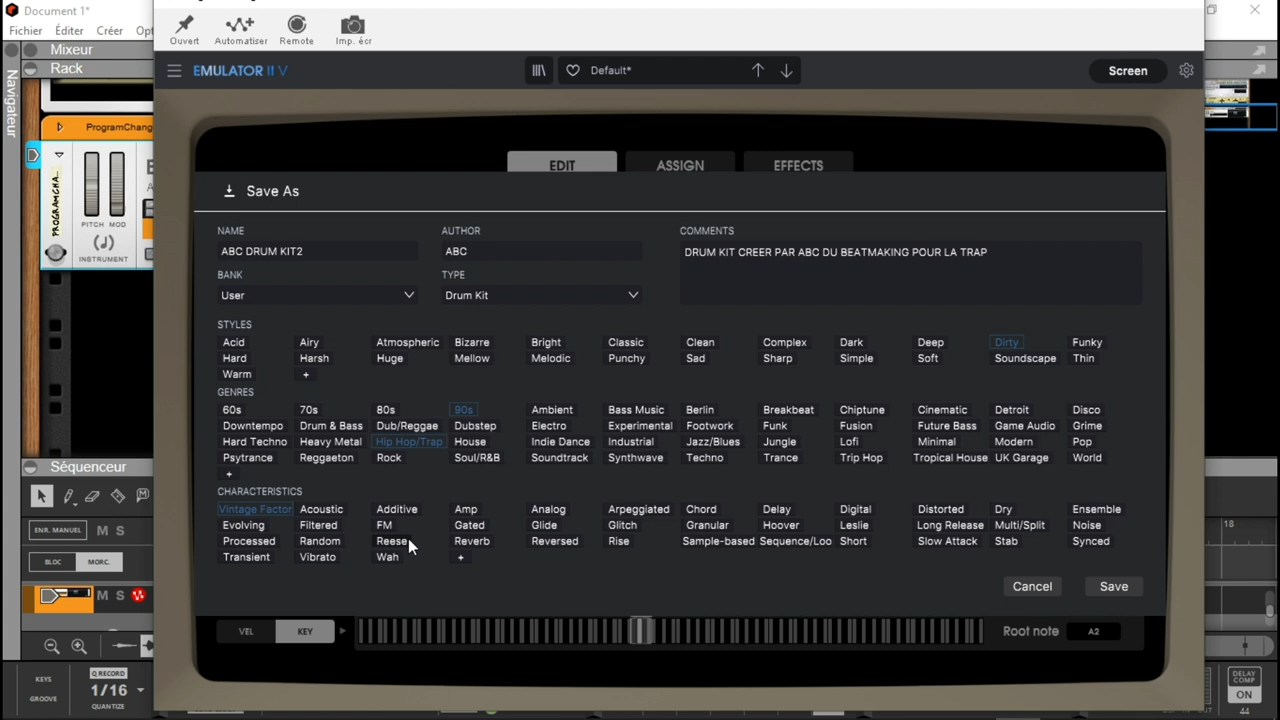 Document 1*
Fichier Éditer Créer Opt
Mixeur
Rack
Navigateur
ProgramChang
PROGRAMCHA...
PITCH MOD
INSTRUMENT
Ouvert Automatiser Remote Imp. écr
EMULATOR II V
Default*
Screen
EDIT ASSIGN EFFECTS
Save As
NAME AUTHOR COMMENTS
ABC DRUM KIT2 ABC DRUM KIT CREER PAR ABC DU BEATMAKING POUR LA TRAP
BANK TYPE
User Drum Kit
STYLES
Acid Airy Atmospheric Bizarre Bright Classic Clean Complex Dark Deep Dirty Funky
Hard Harsh Huge Mellow Melodic Punchy Sad Sharp Simple Soft Soundscape Thin
Warm +
GENRES
60s 70s 80s 90s Ambient Bass Music Berlin Breakbeat Chiptune Cinematic Detroit Disco
Downtempo Drum & Bass Dub/Reggae Dubstep Electro Experimental Footwork Funk Fusion Future Bass Game Audio Grime
Hard Techno Heavy Metal Hip Hop/Trap House Indie Dance Industrial Jazz/Blues Jungle Lofi Minimal Modern Pop
Psytrance Reggaeton Rock Soul/R&B Soundtrack Synthwave Techno Trance Trip Hop Tropical House UK Garage World
+
CHARACTERISTICS
Vintage Factor Acoustic Additive Amp Analog Arpeggiated Chord Delay Digital Distorted Dry Ensemble
Evolving Filtered FM Gated Glide Glitch Granular Hoover Leslie Long Release Multi/Split Noise
Processed Random Reese Reverb Reversed Rise Sample-based Sequence/Loo Short Slow Attack Stab Synced
Transient Vibrato Wah +
Cancel Save
VEL KEY Root note A2
Séquenceur
ENR. MANUEL M S
BLOC MORC.
M S
18
KEYS
GROOVE
Q RECORD
1/16
QUANTIZE
DELAY
COMP
ON
44